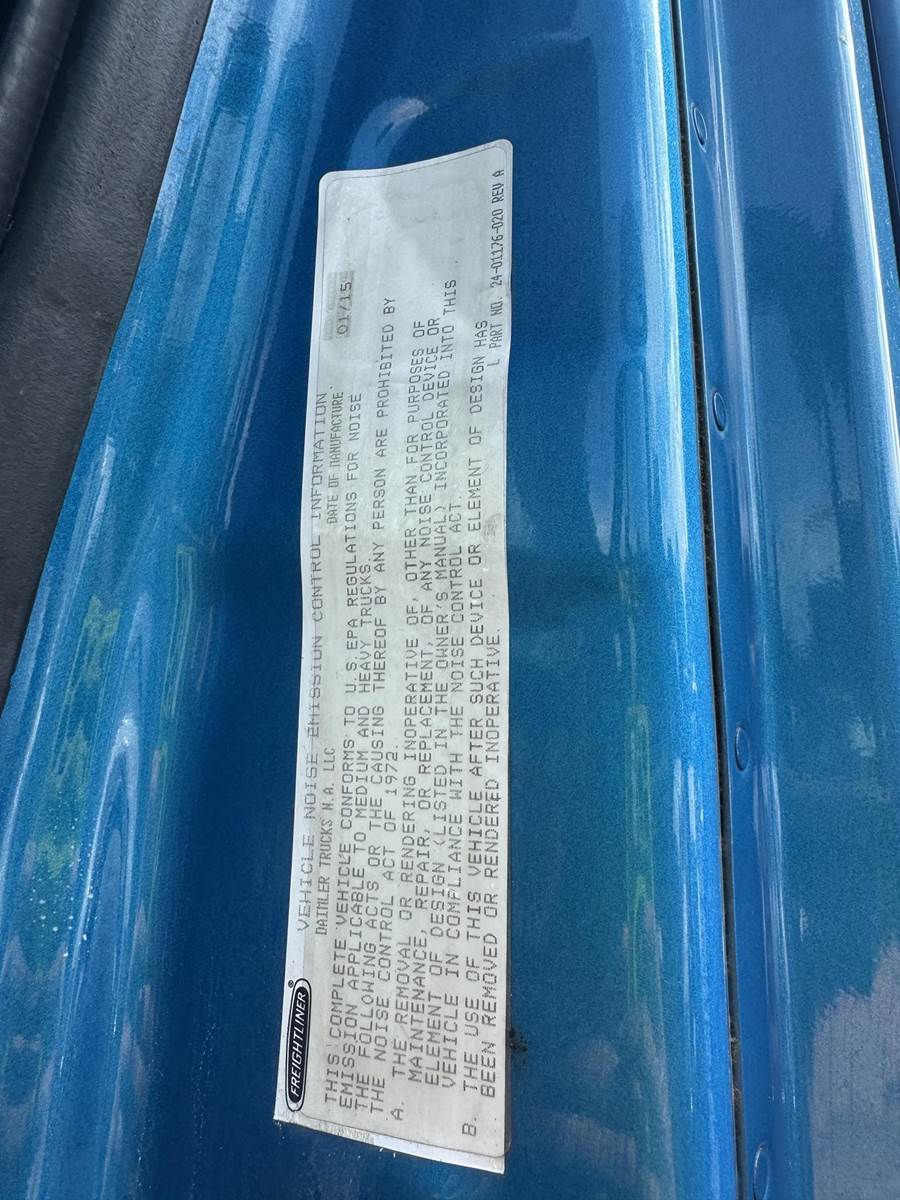 FREIGHTLINER®
VEHICLE NOISE EMISSION CONTROL INFORMATION
DAIMLER TRUCKS N.A. LLC DATE OF MANUFACTURE 01/15
THIS COMPLETE VEHICLE CONFORMS TO U.S.EPA REGULATIONS FOR NOISE
EMISSION APPLICABLE TO MEDIUM AND HEAVY TRUCKS.
THE FOLLOWING ACTS OR THE CAUSING THEREOF BY ANY PERSON ARE PROHIBITED BY
THE NOISE CONTROL ACT OF 1972.
A. THE REMOVAL OR RENDERING INOPERATIVE OF, OTHER THAN FOR PURPOSES OF
MAINTENANCE, REPAIR, OR REPLACEMENT, OF ANY NOISE CONTROL DEVICE OR
ELEMENT OF DESIGN (LISTED IN THE OWNER'S MANUAL) INCORPORATED INTO THIS
VEHICLE IN COMPLIANCE WITH THE NOISE CONTROL ACT.
B. THE USE OF THIS VEHICLE AFTER SUCH DEVICE OR ELEMENT OF DESIGN HAS
BEEN REMOVED OR RENDERED INOPERATIVE.
L PART NO. 24-01176-020 REV A